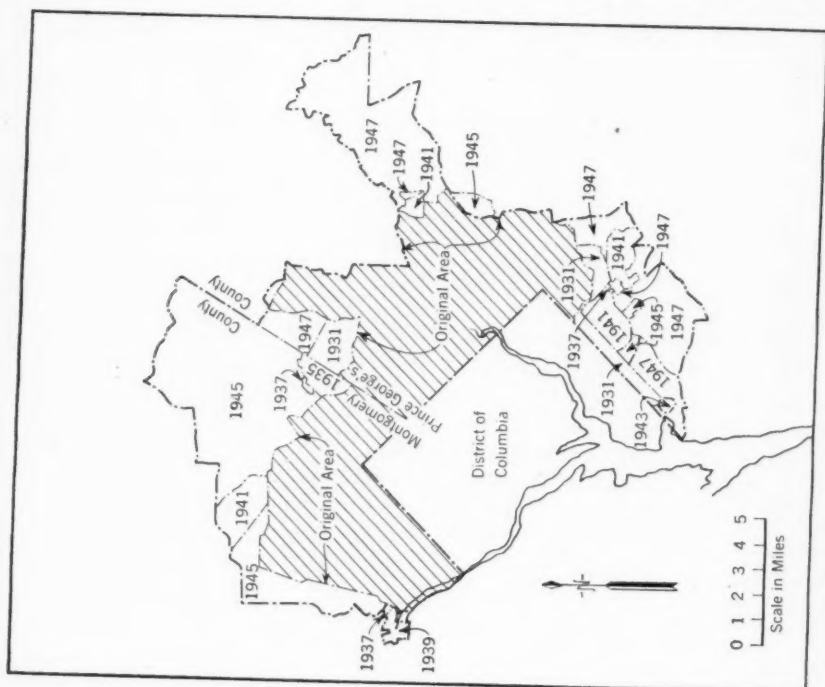 1947
1947
1941
1945
Montgomery County
Prince George's County
1945
1937
1935
1947
1931
Original Area
Original Area
1941
1945
1937
1939
District of
Columbia
1947
1931
1941
1947
1937
1941
1945
1947
1947
1931
1943
N
0 1 2 3 4 5
Scale in Miles